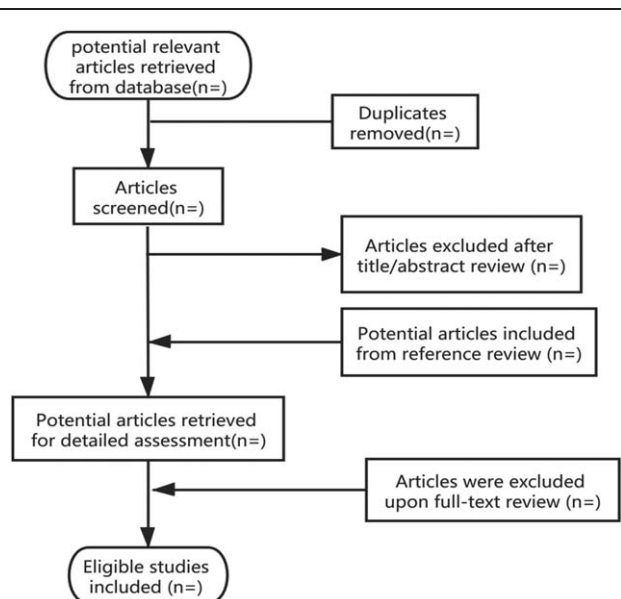 potential relevant
articles retrieved
from database(n=)
Duplicates
removed(n=)
Articles
screened(n=)
Articles excluded after
title/abstract review (n=)
Potential articles included
from reference review (n=)
Potential articles retrieved
for detailed assessment(n=)
Articles were excluded
upon full-text review (n=)
Eligible studies
included (n=)